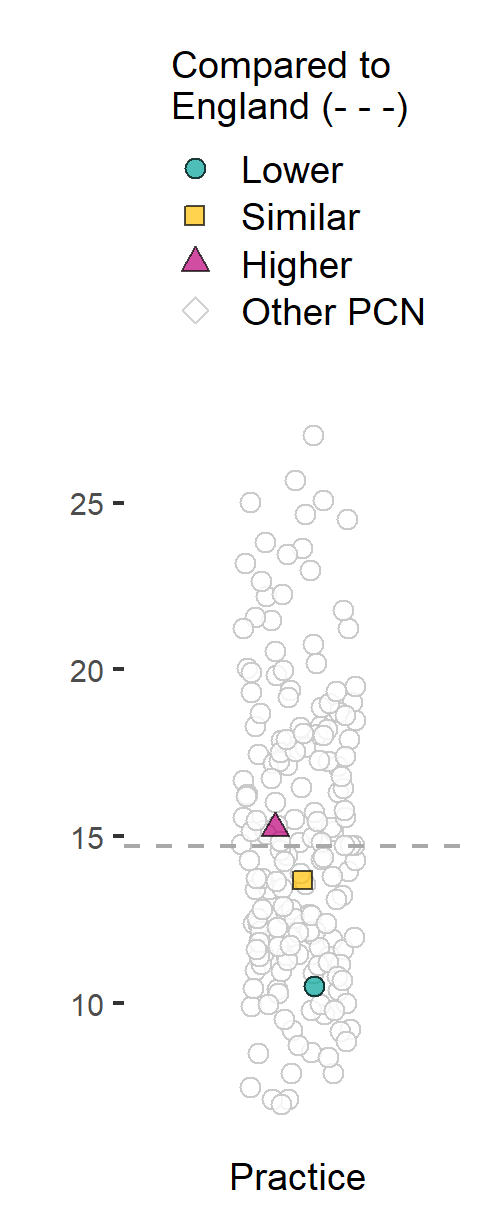 Compared to
England (- - -)
Lower
Similar
Higher
Other PCN
25
20
15
10
Practice